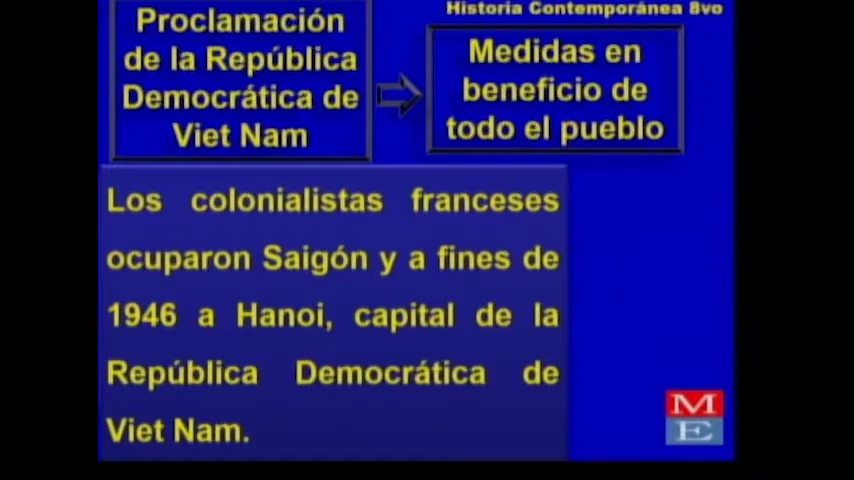 Historia Contemporánea 8vo
Proclamación
de la República
Democrática de
Viet Nam
Medidas en
beneficio de
todo el pueblo
Los colonialistas franceses
ocuparon Saigón y a fines de
1946 a Hanoi, capital de la
República Democrática de
Viet Nam.
M
E